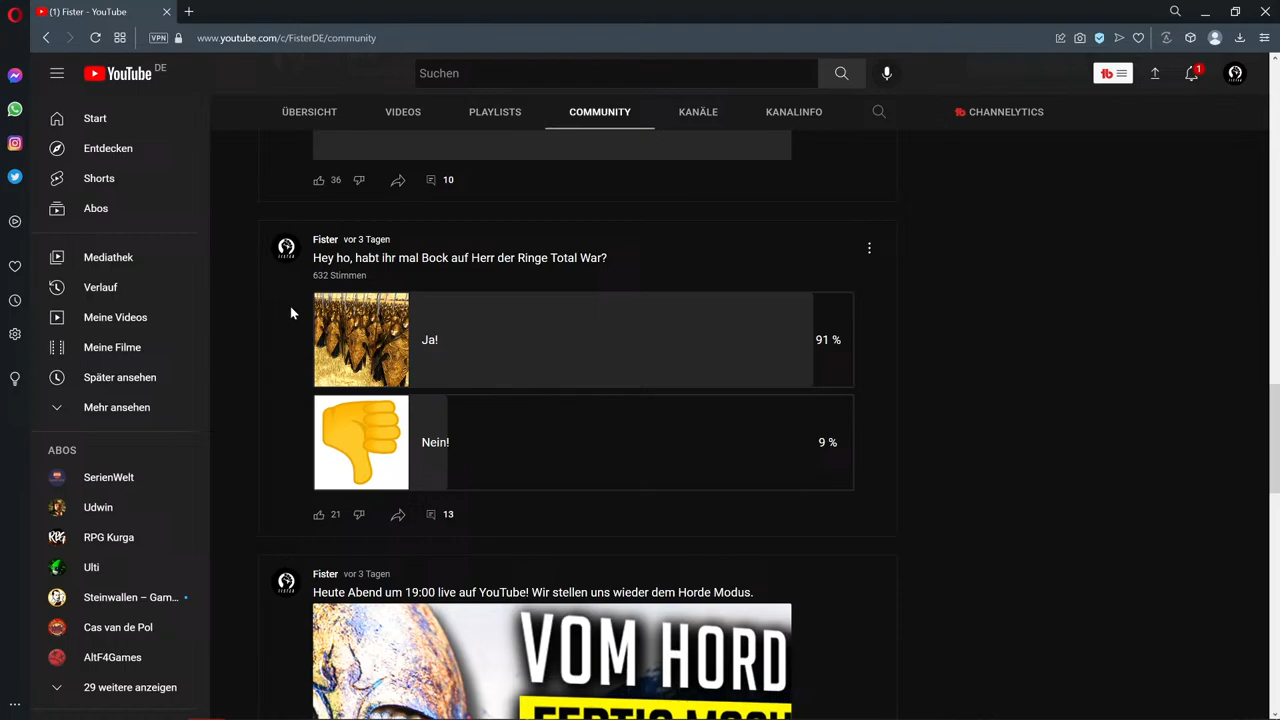 (1) Fister - YouTube
VPN
www.youtube.com/c/FisterDE/community
YouTube DE
Suchen
1
ÜBERSICHT
VIDEOS
PLAYLISTS
COMMUNITY
KANÄLE
KANALINFO
CHANNELYTICS
Start
Entdecken
Shorts
Abos
Mediathek
Verlauf
Meine Videos
Meine Filme
Später ansehen
Mehr ansehen
ABOS
SerienWelt
Udwin
RPG Kurga
Ulti
Steinwallen – Gam...
Cas van de Pol
AltF4Games
29 weitere anzeigen
36
10
Fister vor 3 Tagen
Hey ho, habt ihr mal Bock auf Herr der Ringe Total War?
632 Stimmen
Ja!
91 %
Nein!
9 %
21
13
Fister vor 3 Tagen
Heute Abend um 19:00 live auf YouTube! Wir stellen uns wieder dem Horde Modus.
VOM HORD